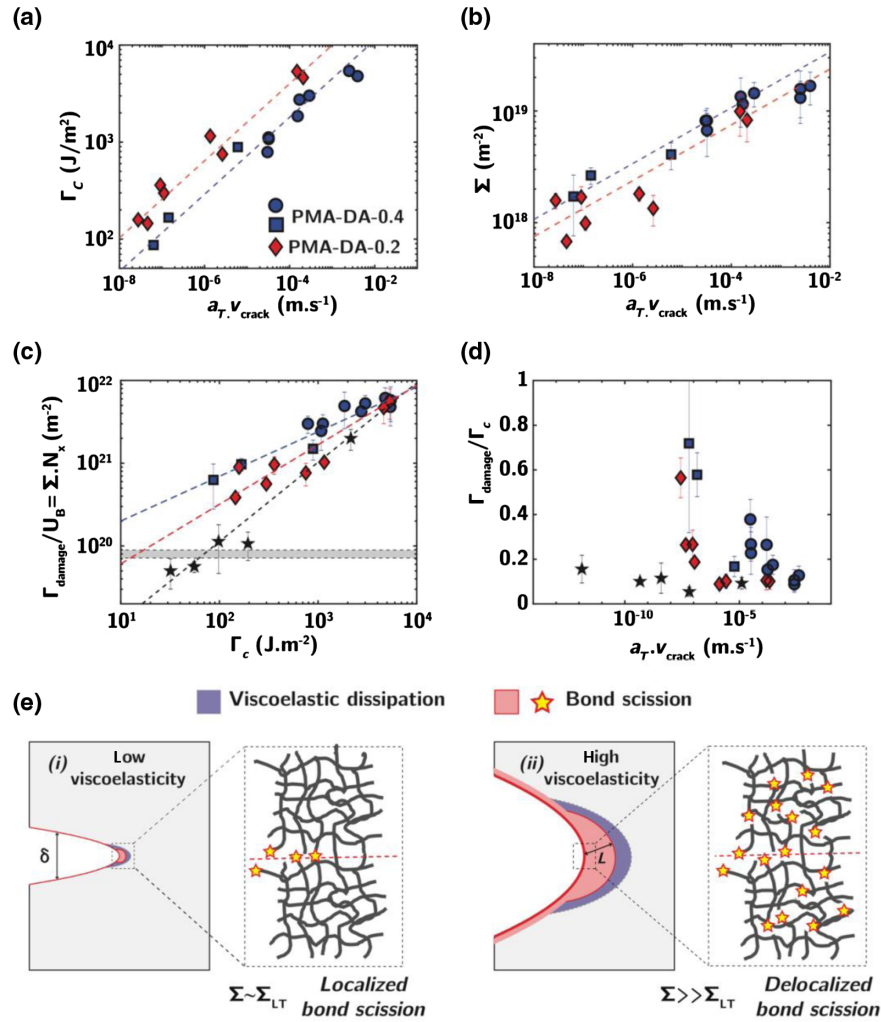 (a)
Γ_C (J/m²)
10⁴
10³
10²
PMA-DA-0.4
PMA-DA-0.2
10⁻⁸ 10⁻⁶ 10⁻⁴ 10⁻²
a_T.v_crack (m.s⁻¹)
(b)
Σ (m⁻²)
10¹⁹
10¹⁸
10⁻⁸ 10⁻⁶ 10⁻⁴ 10⁻²
a_T.v_crack (m.s⁻¹)
(c)
Γ_damage/U_B = Σ.N_x (m⁻²)
10²²
10²¹
10²⁰
10¹ 10² 10³ 10⁴
Γ_c (J.m⁻²)
(d)
Γ_damage/Γ_c
1
0.8
0.6
0.4
0.2
0
10⁻¹⁰ 10⁻⁵
a_T.v_crack (m.s⁻¹)
(e)
Viscoelastic dissipation
Bond scission
(i) Low
viscoelasticity
δ
Σ~Σ_LT Localized
bond scission
(ii) High
viscoelasticity
L
Σ>>Σ_LT Delocalized
bond scission